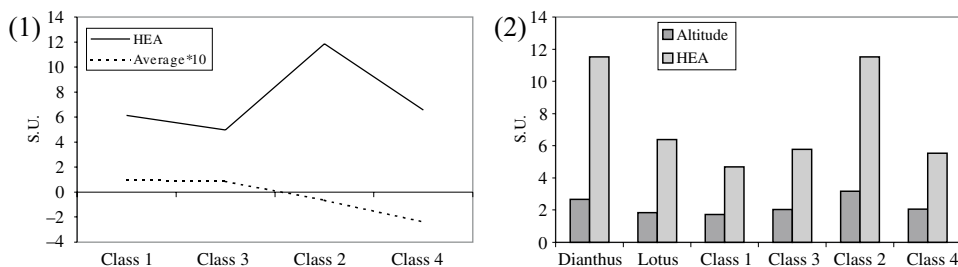 (1)
S.U.
14
12
10
8
6
4
2
0
–2
–4
HEA
Average*10
Class 1 Class 3 Class 2 Class 4
(2)
S.U.
14
12
10
8
6
4
2
0
Altitude
HEA
Dianthus Lotus Class 1 Class 3 Class 2 Class 4